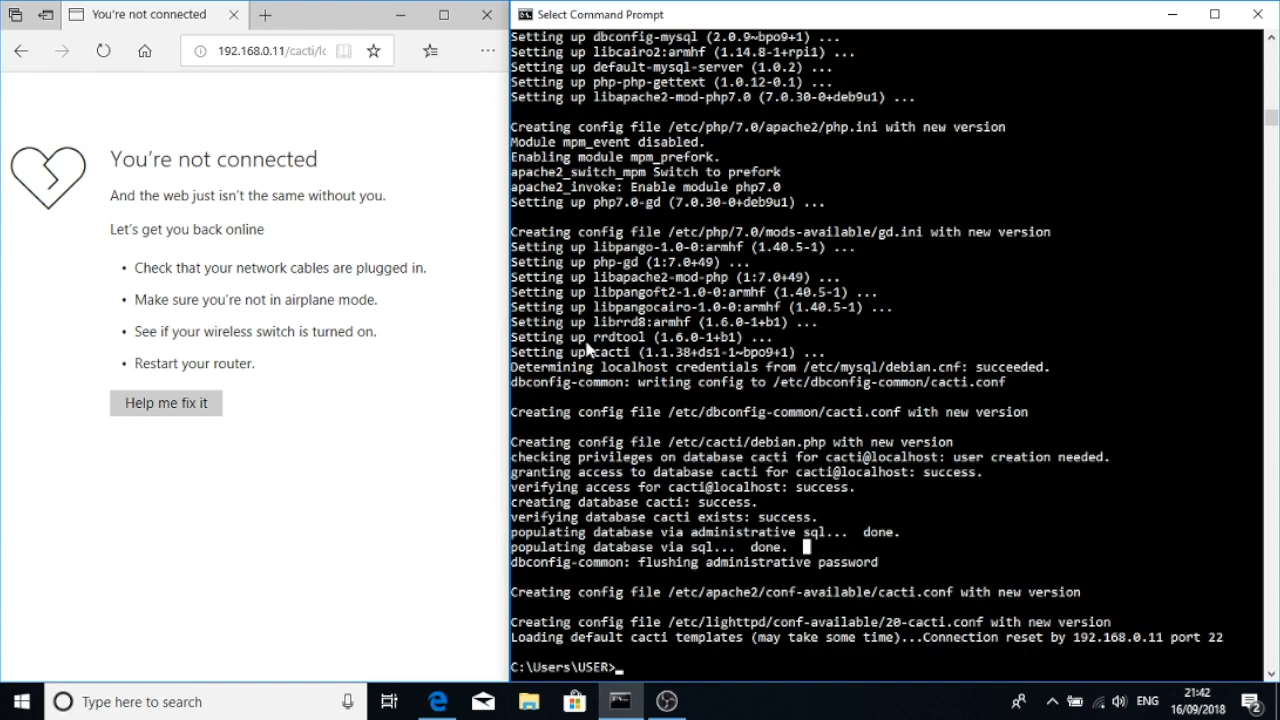 You're not connected
192.168.0.11/cacti/lo
You're not connected
And the web just isn't the same without you.
Let's get you back online
• Check that your network cables are plugged in.
• Make sure you're not in airplane mode.
• See if your wireless switch is turned on.
• Restart your router.
Help me fix it
Select Command Prompt
Setting up dbconfig-mysql (2.0.9~bpo9+1) ...
Setting up libcairo2:armhf (1.14.8-1+rpi1) ...
Setting up default-mysql-server (1.0.2) ...
Setting up php-php-gettext (1.0.12-0.1) ...
Setting up libapache2-mod-php7.0 (7.0.30-0+deb9u1) ...
Creating config file /etc/php/7.0/apache2/php.ini with new version
Module mpm_event disabled.
Enabling module mpm_prefork.
apache2_switch_mpm Switch to prefork
apache2_invoke: Enable module php7.0
Setting up php7.0-gd (7.0.30-0+deb9u1) ...
Creating config file /etc/php/7.0/mods-available/gd.ini with new version
Setting up libpango-1.0-0:armhf (1.40.5-1) ...
Setting up php-gd (1:7.0+49) ...
Setting up libapache2-mod-php (1:7.0+49) ...
Setting up libpangoft2-1.0-0:armhf (1.40.5-1) ...
Setting up libpangocairo-1.0-0:armhf (1.40.5-1) ...
Setting up librrd8:armhf (1.6.0-1+b1) ...
Setting up rrdtool (1.6.0-1+b1) ...
Setting up cacti (1.1.38+ds1-1~bpo9+1) ...
Determining localhost credentials from /etc/mysql/debian.cnf: succeeded.
dbconfig-common: writing config to /etc/dbconfig-common/cacti.conf
Creating config file /etc/dbconfig-common/cacti.conf with new version
Creating config file /etc/cacti/debian.php with new version
checking privileges on database cacti for cacti@localhost: user creation needed.
granting access to database cacti for cacti@localhost: success.
verifying access for cacti@localhost: success.
creating database cacti: success.
verifying database cacti exists: success.
populating database via administrative sql...  done.
populating database via sql...  done.
dbconfig-common: flushing administrative password
Creating config file /etc/apache2/conf-available/cacti.conf with new version
Creating config file /etc/lighttpd/conf-available/20-cacti.conf with new version
Loading default cacti templates (may take some time)...Connection reset by 192.168.0.11 port 22
C:\Users\USER>_
Type here to search
ENG
21:42
16/09/2018
2